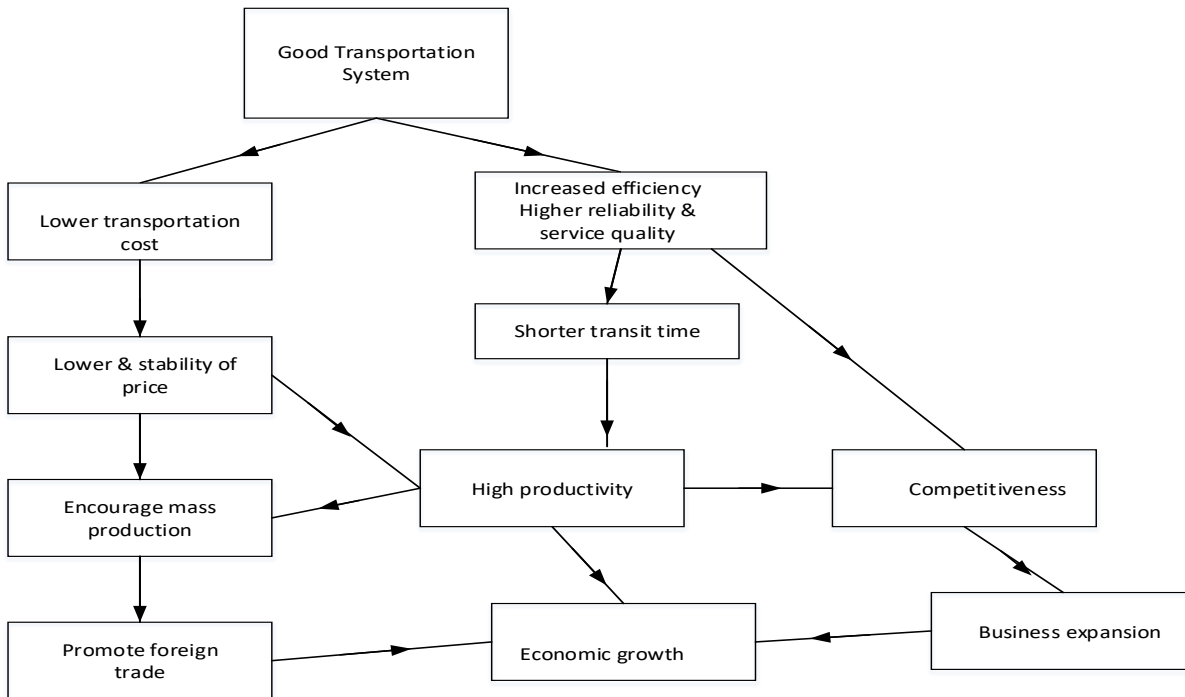 Good Transportation
System
Lower transportation
cost
Increased efficiency
Higher reliability &
service quality
Shorter transit time
Lower & stability of
price
High productivity
Competitiveness
Encourage mass
production
Promote foreign
trade
Economic growth
Business expansion